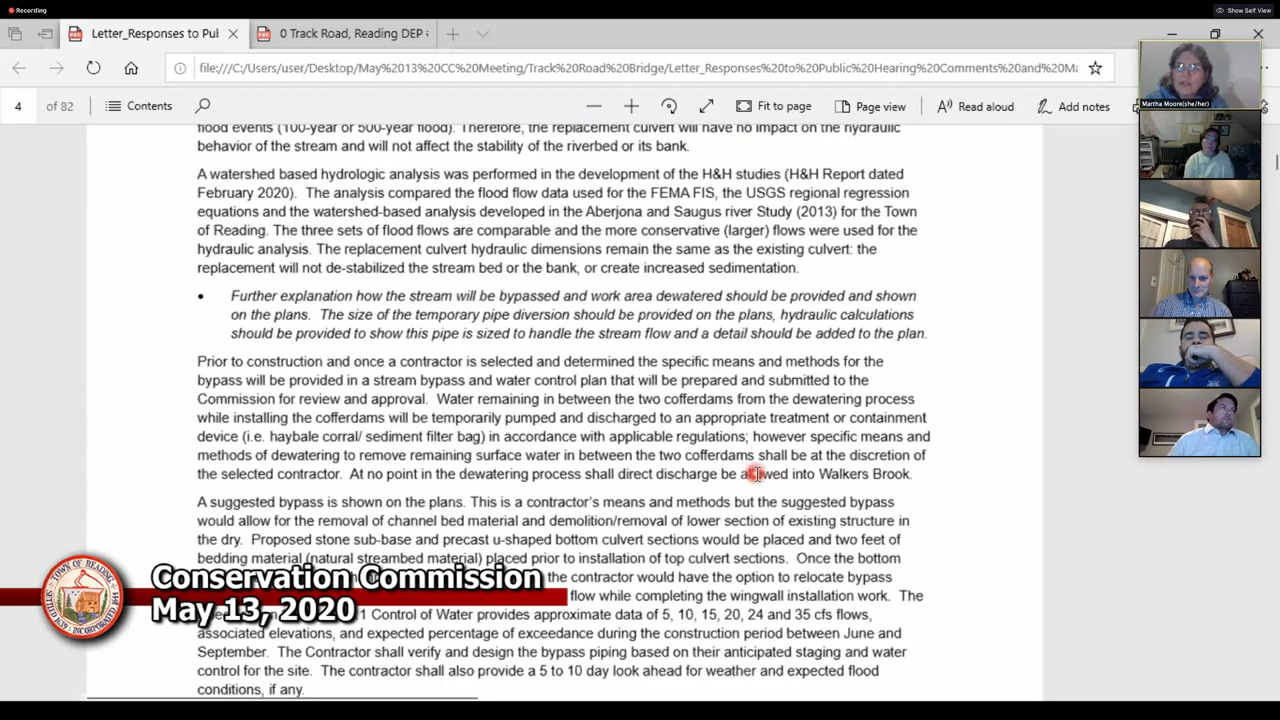 Recording
Show Self View
Letter_Responses to Pul
0 Track Road, Reading DEP
file:///C:/Users/user/Desktop/May%2013%20CC%20Meeting/Track%20Road%20Bridge/Letter_Responses%20to%20Public%20Hearing%20Comments%20and%20Ma
4 of 82 Contents Fit to page Page view Read aloud Add notes
Martha Moore(she/her)
flood events (100-year or 500-year flood). Therefore, the replacement culvert will have no impact on the hydraulic
behavior of the stream and will not affect the stability of the riverbed or its bank.
A watershed based hydrologic analysis was performed in the development of the H&H studies (H&H Report dated
February 2020). The analysis compared the flood flow data used for the FEMA FIS, the USGS regional regression
equations and the watershed-based analysis developed in the Aberjona and Saugus river Study (2013) for the Town
of Reading. The three sets of flood flows are comparable and the more conservative (larger) flows were used for the
hydraulic analysis. The replacement culvert hydraulic dimensions remain the same as the existing culvert: the
replacement will not de-stabilized the stream bed or the bank, or create increased sedimentation.
• Further explanation how the stream will be bypassed and work area dewatered should be provided and shown
on the plans. The size of the temporary pipe diversion should be provided on the plans, hydraulic calculations
should be provided to show this pipe is sized to handle the stream flow and a detail should be added to the plan.
Prior to construction and once a contractor is selected and determined the specific means and methods for the
bypass will be provided in a stream bypass and water control plan that will be prepared and submitted to the
Commission for review and approval. Water remaining in between the two cofferdams from the dewatering process
while installing the cofferdams will be temporarily pumped and discharged to an appropriate treatment or containment
device (i.e. haybale corral/ sediment filter bag) in accordance with applicable regulations; however specific means and
methods of dewatering to remove remaining surface water in between the two cofferdams shall be at the discretion of
the selected contractor. At no point in the dewatering process shall direct discharge be allowed into Walkers Brook.
A suggested bypass is shown on the plans. This is a contractor's means and methods but the suggested bypass
would allow for the removal of channel bed material and demolition/removal of lower section of existing structure in
the dry. Proposed stone sub-base and precast u-shaped bottom culvert sections would be placed and two feet of
bedding material (natural streambed material) placed prior to installation of top culvert sections. Once the bottom
the contractor would have the option to relocate bypass
flow while completing the wingwall installation work. The
1 Control of Water provides approximate data of 5, 10, 15, 20, 24 and 35 cfs flows,
associated elevations, and expected percentage of exceedance during the construction period between June and
September. The Contractor shall verify and design the bypass piping based on their anticipated staging and water
control for the site. The contractor shall also provide a 5 to 10 day look ahead for weather and expected flood
conditions, if any.
Conservation Commission
May 13, 2020
TOWN OF READING